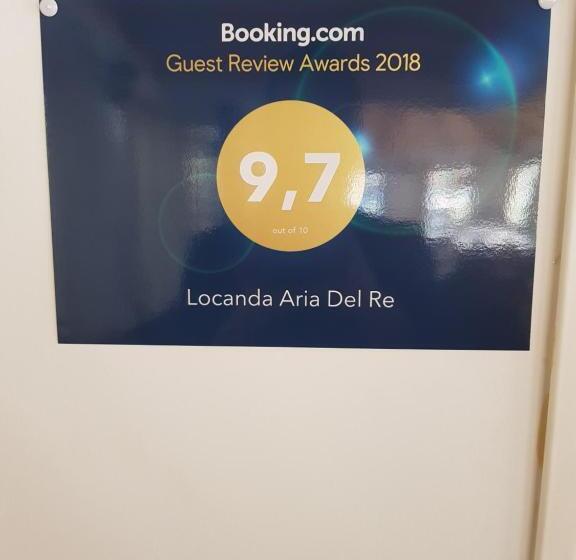 Booking.com
Guest Review Awards 2018
9,7
out of 10
Locanda Aria Del Re